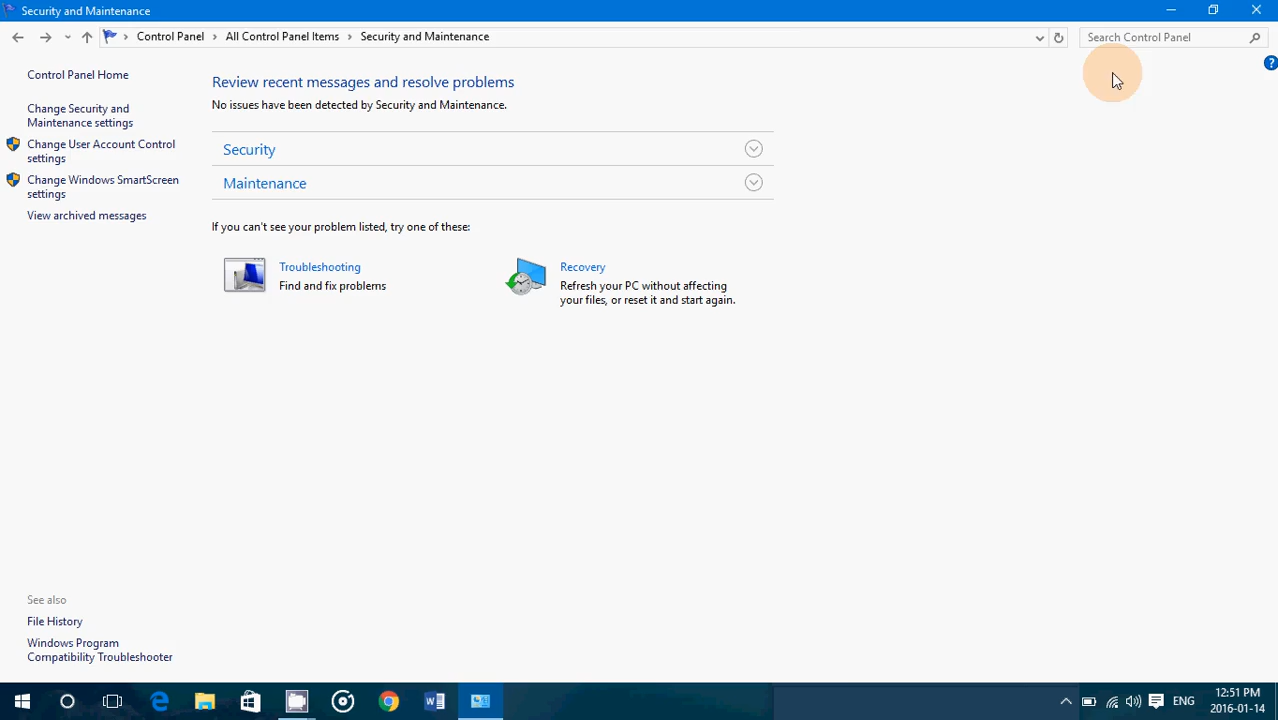 Security and Maintenance
Control Panel > All Control Panel Items > Security and Maintenance
Search Control Panel
?
Control Panel Home
Change Security and
Maintenance settings
Change User Account Control
settings
Change Windows SmartScreen
settings
View archived messages
Review recent messages and resolve problems
No issues have been detected by Security and Maintenance.
Security
Maintenance
If you can't see your problem listed, try one of these:
Troubleshooting
Find and fix problems
Recovery
Refresh your PC without affecting
your files, or reset it and start again.
See also
File History
Windows Program
Compatibility Troubleshooter
ENG
12:51 PM
2016-01-14